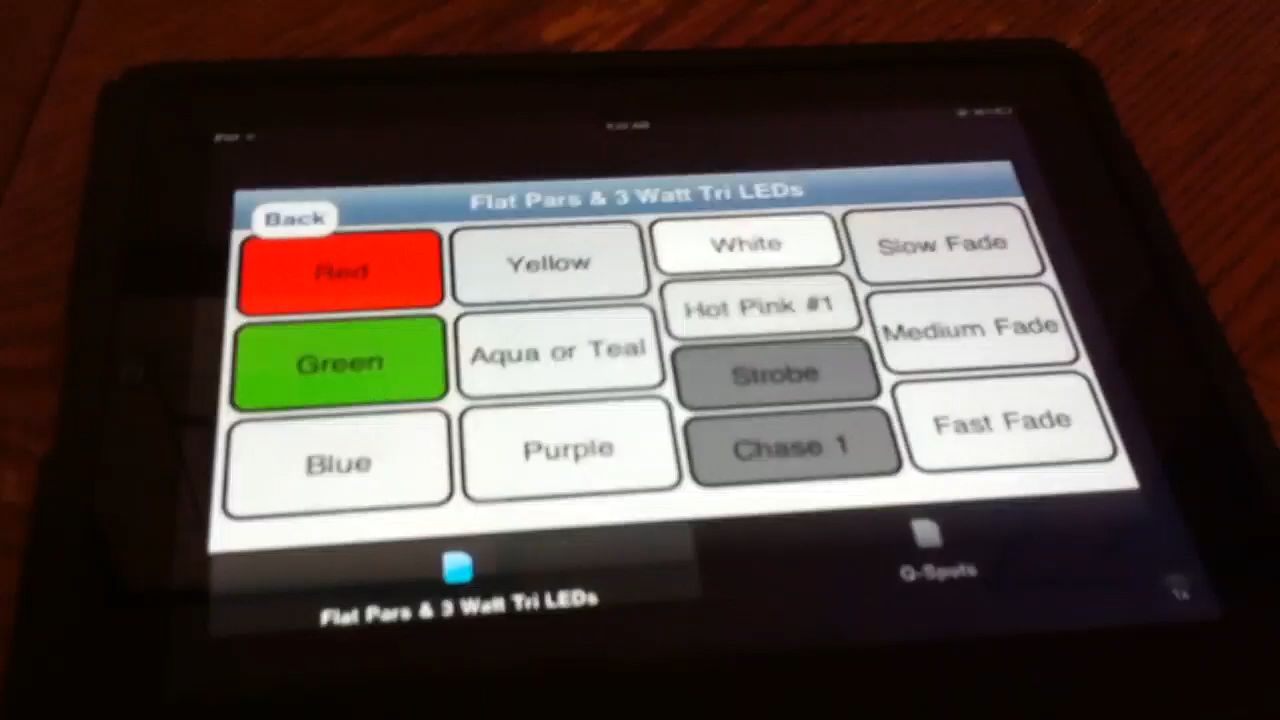 Flat Pars & 3 Watt Tri LEDs
Back
Red
Yellow
White
Slow Fade
Hot Pink #1
Green
Aqua or Teal
Medium Fade
Strobe
Blue
Purple
Chase 1
Fast Fade
Flat Pars & 3 Watt Tri LEDs
Q-Spots